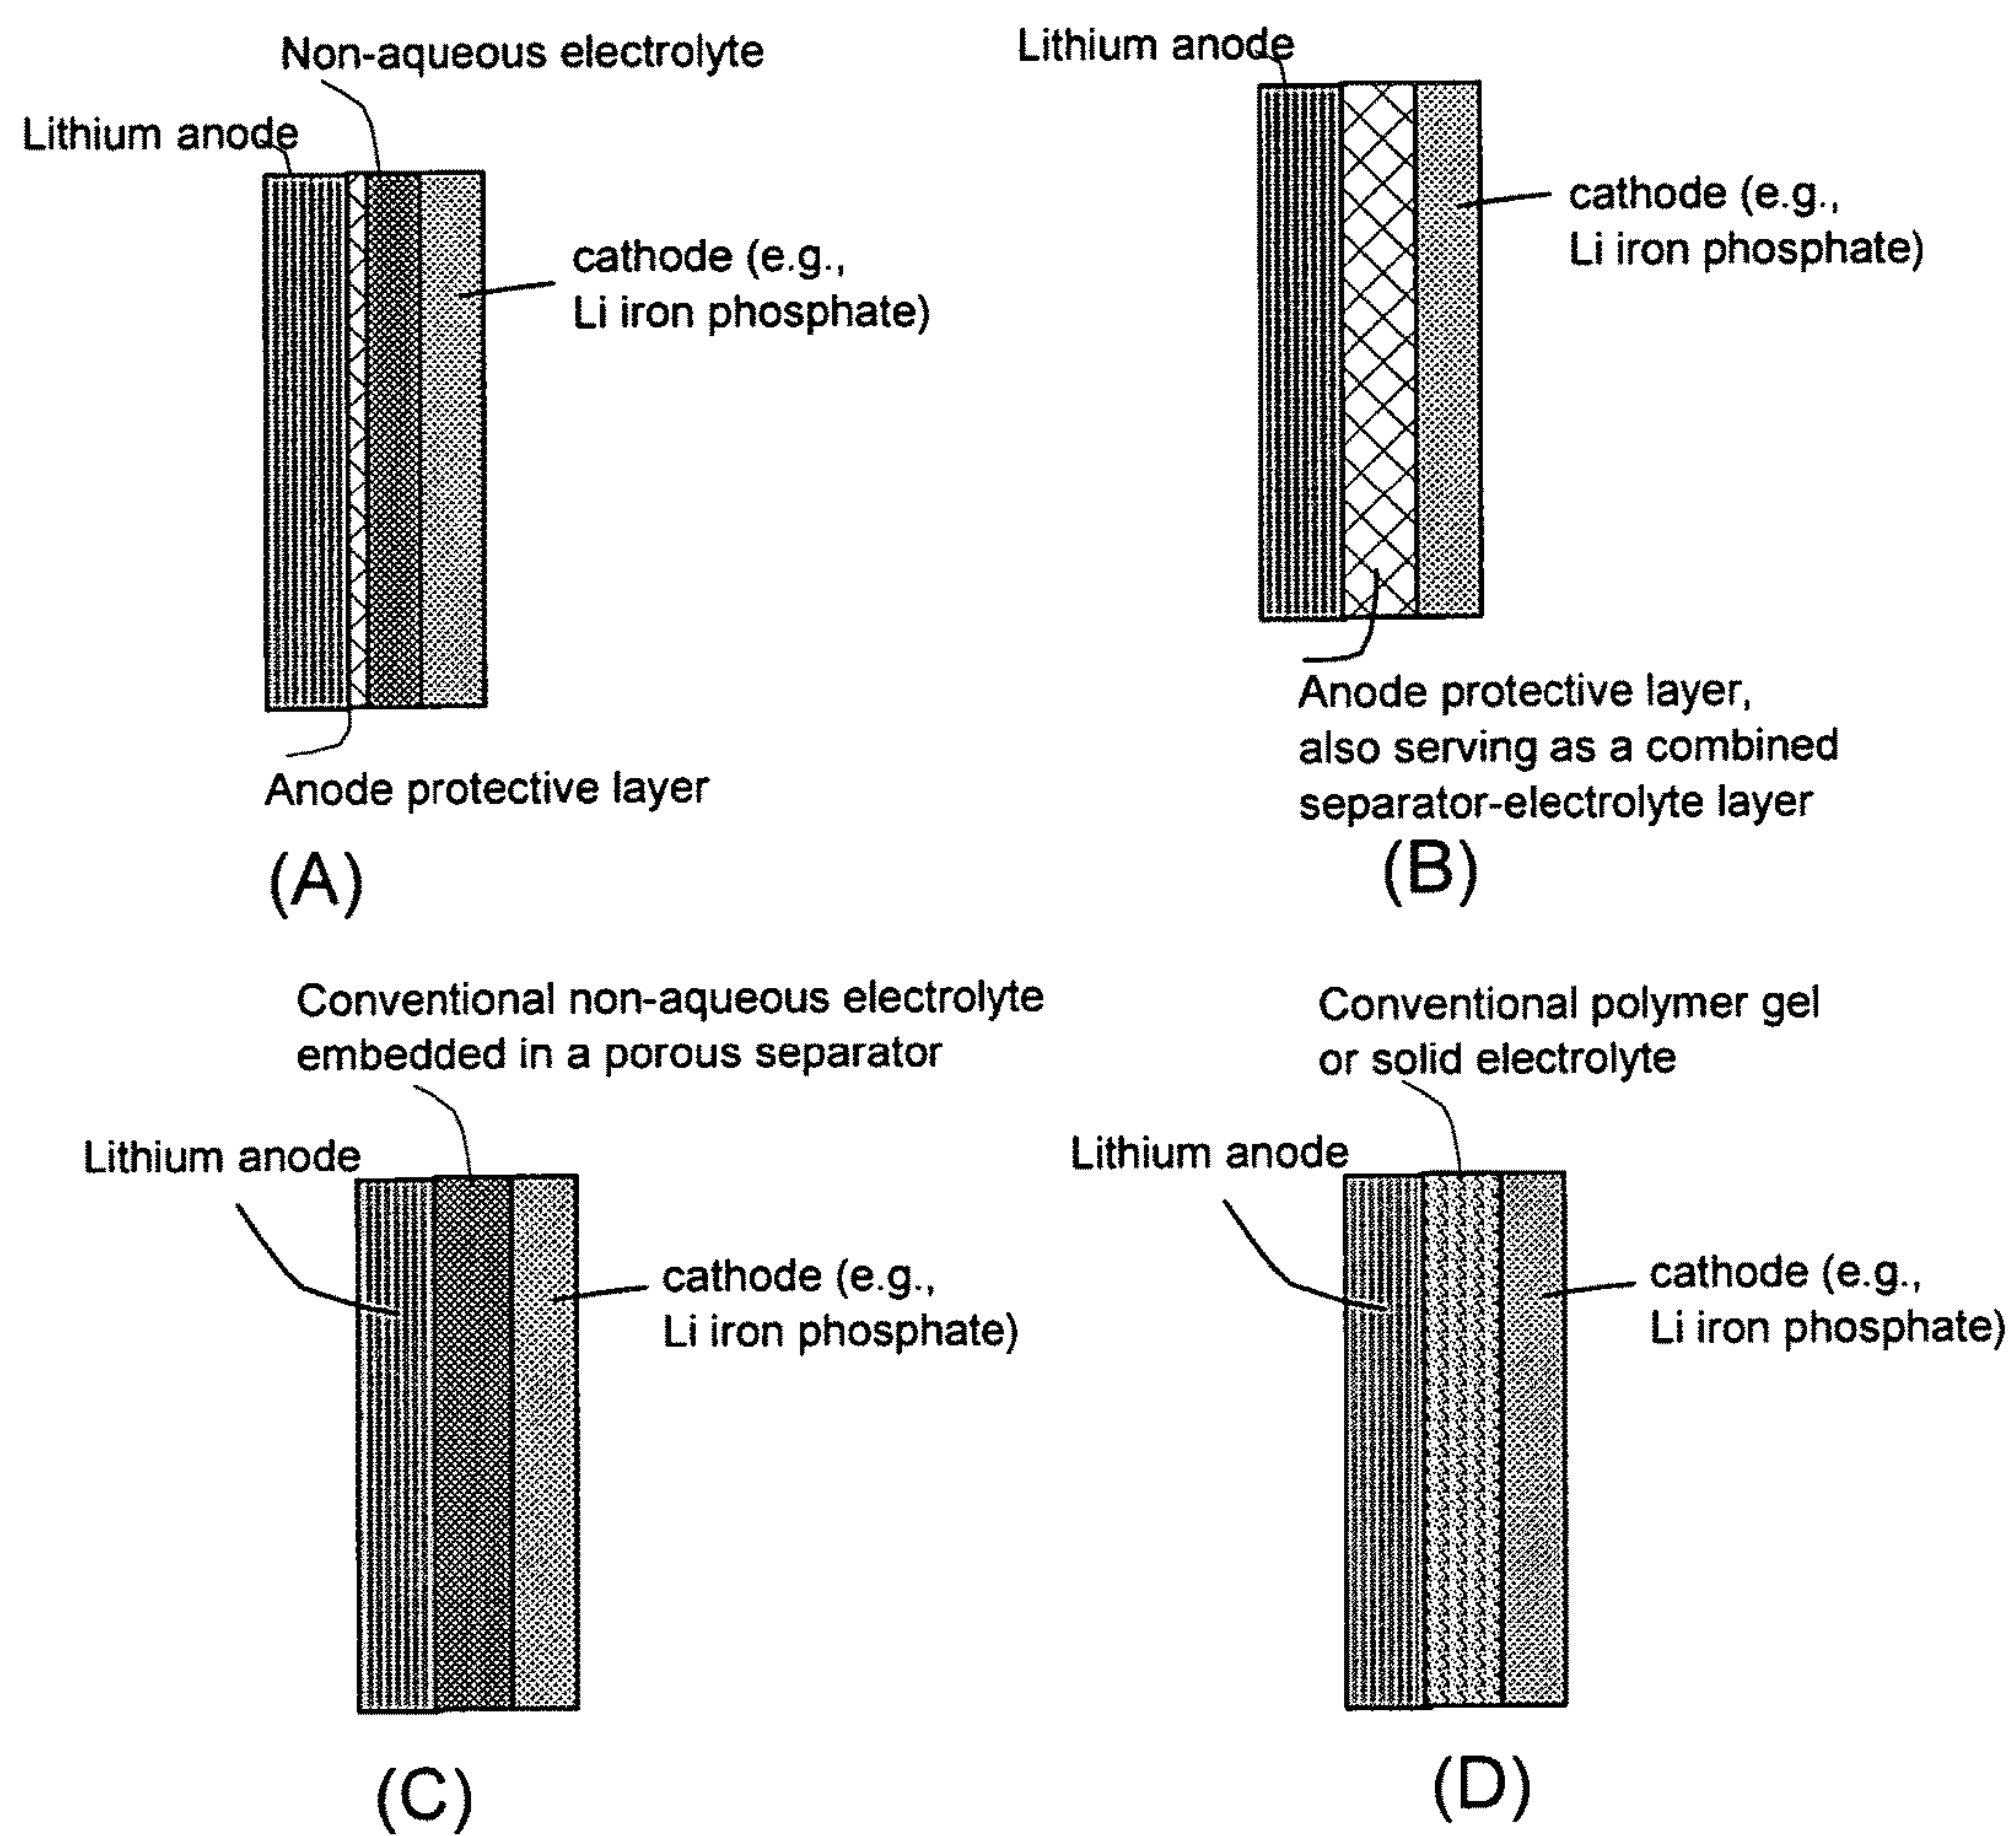 Non-aqueous electrolyte
Lithium anode
cathode (e.g.,
Li iron phosphate)
Anode protective layer
(A)
Lithium anode
cathode (e.g.,
Li iron phosphate)
Anode protective layer,
also serving as a combined
separator-electrolyte layer
(B)
Conventional non-aqueous electrolyte
embedded in a porous separator
Lithium anode
cathode (e.g.,
Li iron phosphate)
(C)
Conventional polymer gel
or solid electrolyte
Lithium anode
cathode (e.g.,
Li iron phosphate)
(D)